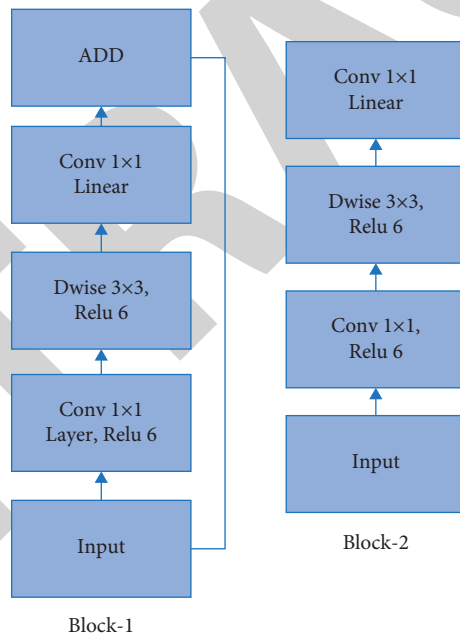 ADD
Conv 1×1
Linear
Dwise 3×3,
Relu 6
Conv 1×1
Layer, Relu 6
Input
Block-1
Conv 1×1
Linear
Dwise 3×3,
Relu 6
Conv 1×1,
Relu 6
Input
Block-2